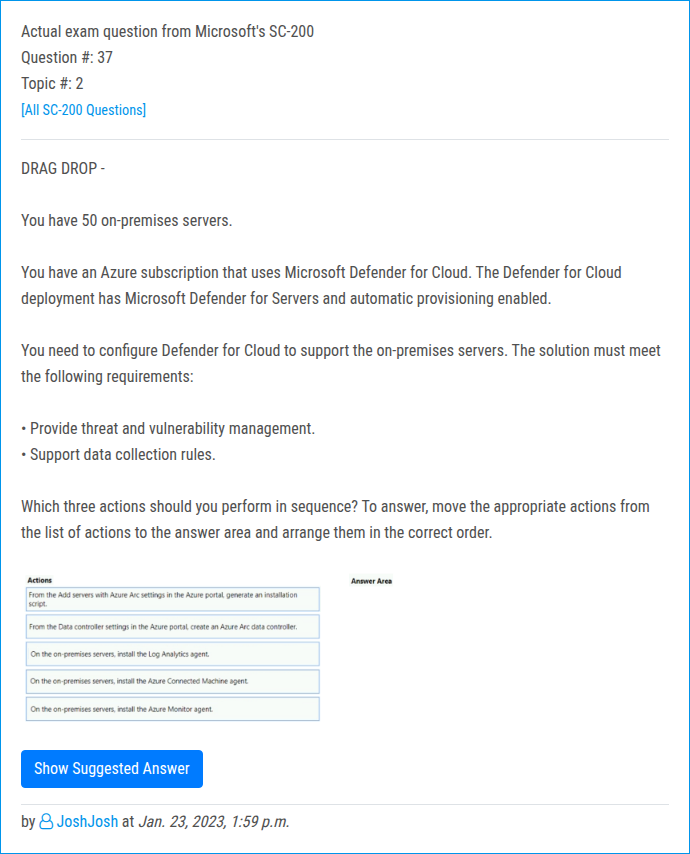 Actual exam question from Microsoft's SC-200
Question #: 37
Topic #: 2
[All SC-200 Questions]
DRAG DROP -
You have 50 on-premises servers.
You have an Azure subscription that uses Microsoft Defender for Cloud. The Defender for Cloud
deployment has Microsoft Defender for Servers and automatic provisioning enabled.
You need to configure Defender for Cloud to support the on-premises servers. The solution must meet
the following requirements:
• Provide threat and vulnerability management.
• Support data collection rules.
Which three actions should you perform in sequence? To answer, move the appropriate actions from
the list of actions to the answer area and arrange them in the correct order.
Actions
Answer Area
From the Add servers with Azure Arc settings in the Azure portal, generate an installation
script.
From the Data controller settings in the Azure portal, create an Azure Arc data controller.
On the on-premises servers, install the Log Analytics agent.
On the on-premises servers, install the Azure Connected Machine agent.
On the on-premises servers, install the Azure Monitor agent.
Show Suggested Answer
by JoshJosh at Jan. 23, 2023, 1:59 p.m.